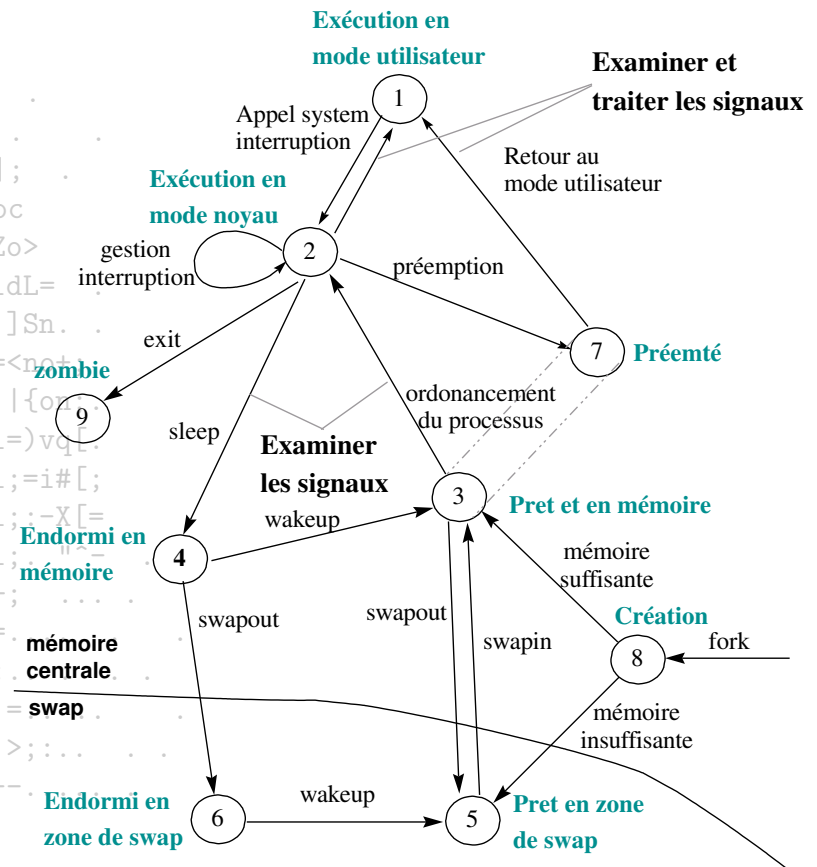 Exécution en
mode utilisateur
Examiner et
traiter les signaux
1
Appel system
interruption
Retour au
mode utilisateur
Exécution en
mode noyau
gestion
interruption
2
préemption
exit
7
Préemté
zombie
9
ordonancement
du processus
sleep
Examiner
les signaux
3
Pret et en mémoire
wakeup
Endormi en
mémoire
4
mémoire
suffisante
swapout
swapout
swapin
Création
8
fork
mémoire
centrale
swap
mémoire
insuffisante
Endormi en
zone de swap
6
wakeup
5
Pret en zone
de swap